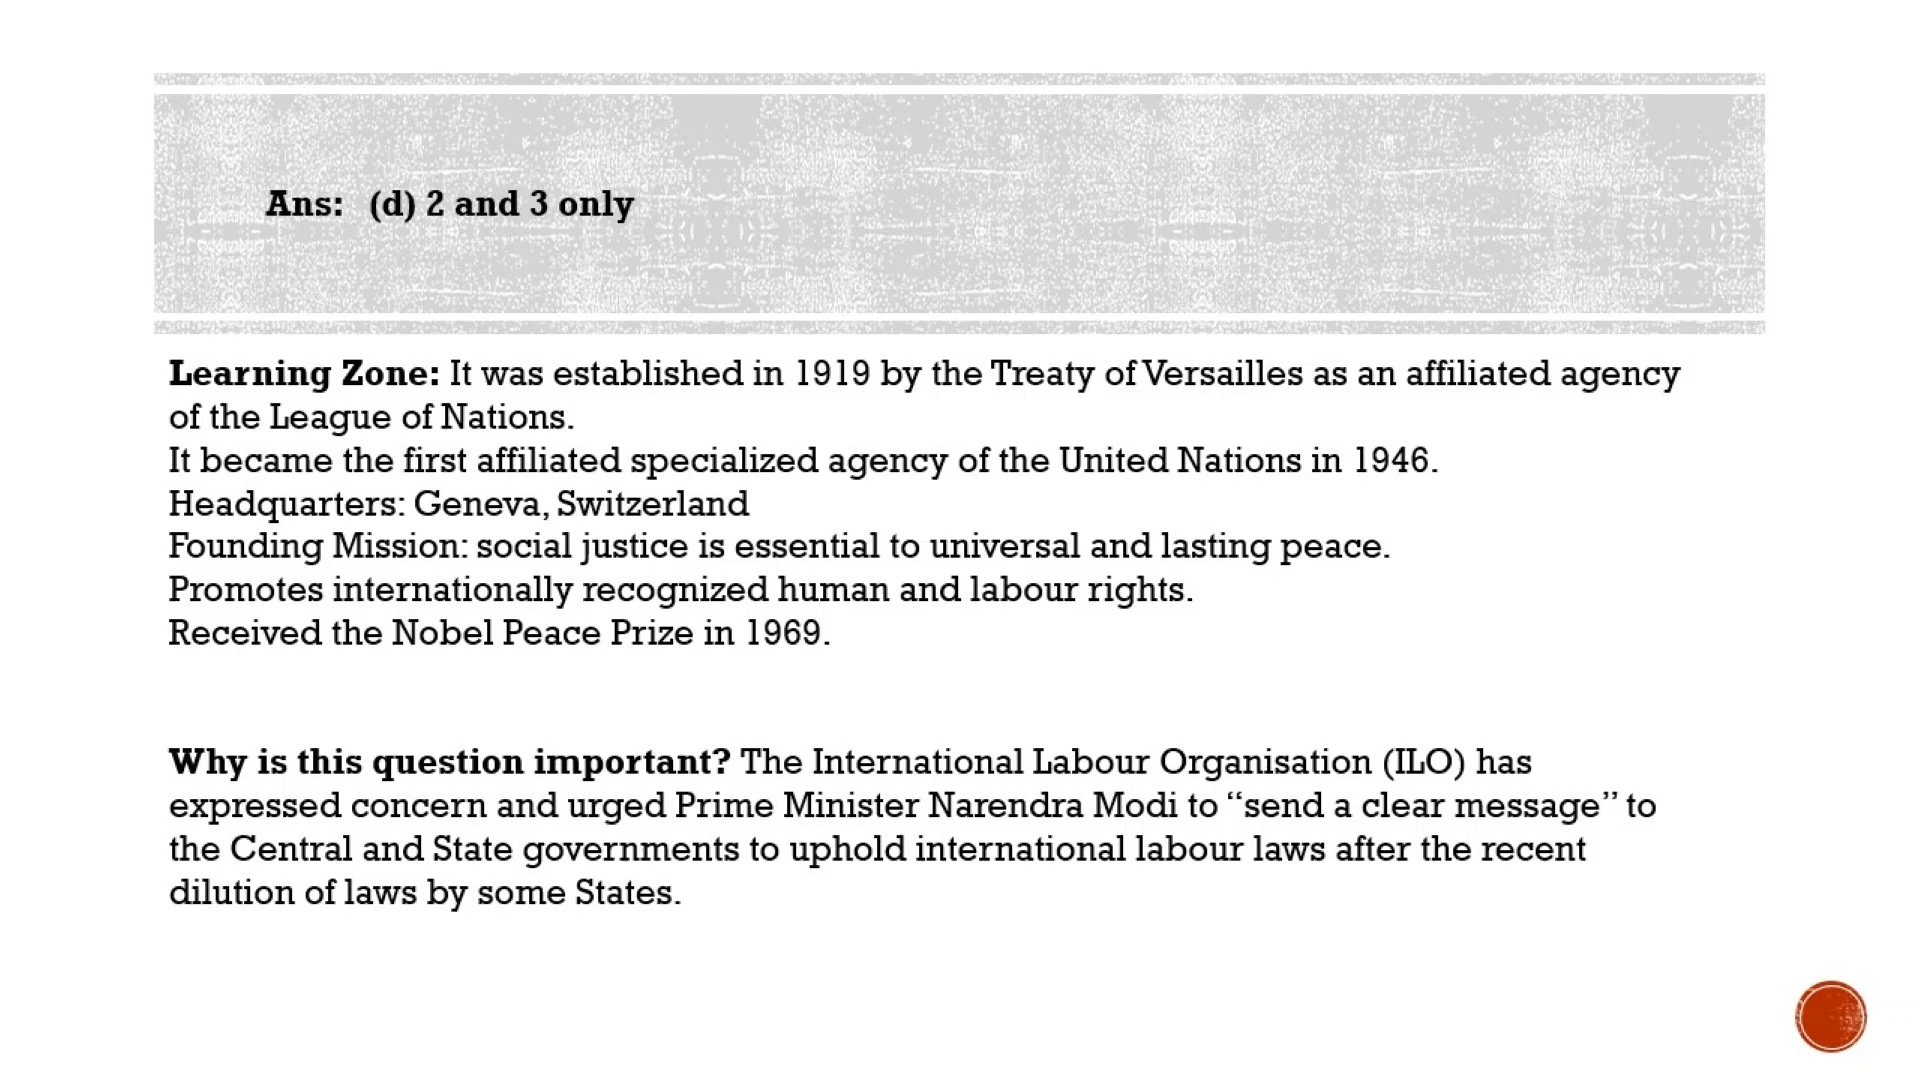 Ans: (d) 2 and 3 only
Learning Zone: It was established in 1919 by the Treaty of Versailles as an affiliated agency
of the League of Nations.
It became the first affiliated specialized agency of the United Nations in 1946.
Headquarters: Geneva, Switzerland
Founding Mission: social justice is essential to universal and lasting peace.
Promotes internationally recognized human and labour rights.
Received the Nobel Peace Prize in 1969.
Why is this question important? The International Labour Organisation (ILO) has
expressed concern and urged Prime Minister Narendra Modi to “send a clear message” to
the Central and State governments to uphold international labour laws after the recent
dilution of laws by some States.